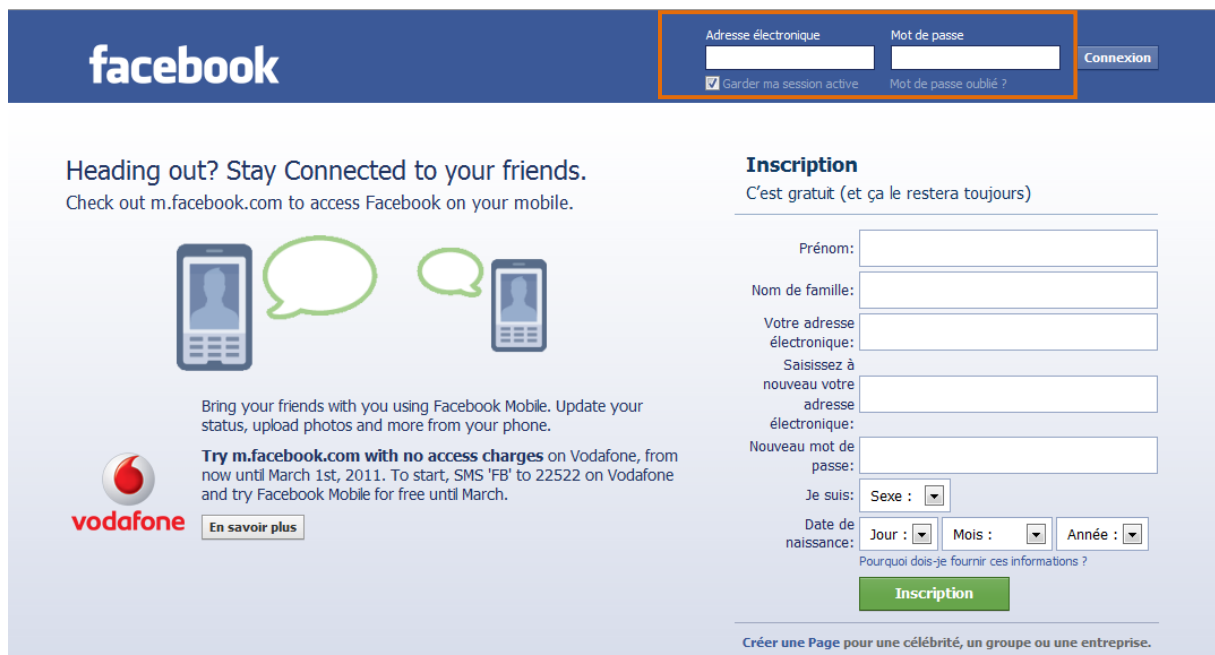 facebook
Adresse électronique
Mot de passe
Connexion
Garder ma session active
Mot de passe oublié ?
Heading out? Stay Connected to your friends.
Check out m.facebook.com to access Facebook on your mobile.
Bring your friends with you using Facebook Mobile. Update your
status, upload photos and more from your phone.
Try m.facebook.com with no access charges on Vodafone, from
now until March 1st, 2011. To start, SMS 'FB' to 22522 on Vodafone
and try Facebook Mobile for free until March.
vodafone
En savoir plus
Inscription
C'est gratuit (et ça le restera toujours)
Prénom:
Nom de famille:
Votre adresse
électronique:
Saisissez à
nouveau votre
adresse
électronique:
Nouveau mot de
passe:
Je suis:
Sexe :
Date de
naissance:
Jour :
Mois :
Année :
Pourquoi dois-je fournir ces informations ?
Inscription
Créer une Page pour une célébrité, un groupe ou une entreprise.